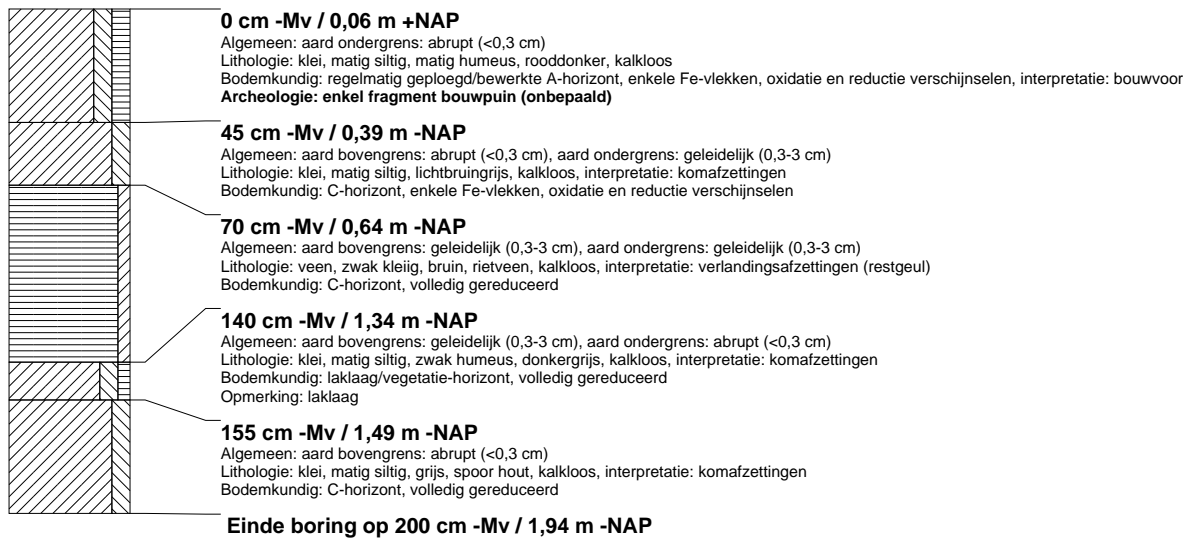 0 cm -Mv / 0,06 m +NAP
Algemeen: aard ondergrens: abrupt (<0,3 cm)
Lithologie: klei, matig siltig, matig humeus, rooddonker, kalkloos
Bodemkundig: regelmatig geploegd/bewerkte A-horizont, enkele Fe-vlekken, oxidatie en reductie verschijnselen, interpretatie: bouwvoor
Archeologie: enkel fragment bouwpuin (onbepaald)
45 cm -Mv / 0,39 m -NAP
Algemeen: aard bovengrens: abrupt (<0,3 cm), aard ondergrens: geleidelijk (0,3-3 cm)
Lithologie: klei, matig siltig, lichtbruingrijs, kalkloos, interpretatie: komafzettingen
Bodemkundig: C-horizont, enkele Fe-vlekken, oxidatie en reductie verschijnselen
70 cm -Mv / 0,64 m -NAP
Algemeen: aard bovengrens: geleidelijk (0,3-3 cm), aard ondergrens: geleidelijk (0,3-3 cm)
Lithologie: veen, zwak kleiig, bruin, rietveen, kalkloos, interpretatie: verlandingsafzettingen (restgeul)
Bodemkundig: C-horizont, volledig gereduceerd
140 cm -Mv / 1,34 m -NAP
Algemeen: aard bovengrens: geleidelijk (0,3-3 cm), aard ondergrens: abrupt (<0,3 cm)
Lithologie: klei, matig siltig, zwak humeus, donkergrijs, kalkloos, interpretatie: komafzettingen
Bodemkundig: laklaag/vegetatie-horizont, volledig gereduceerd
Opmerking: laklaag
155 cm -Mv / 1,49 m -NAP
Algemeen: aard bovengrens: abrupt (<0,3 cm)
Lithologie: klei, matig siltig, grijs, spoor hout, kalkloos, interpretatie: komafzettingen
Bodemkundig: C-horizont, volledig gereduceerd
Einde boring op 200 cm -Mv / 1,94 m -NAP